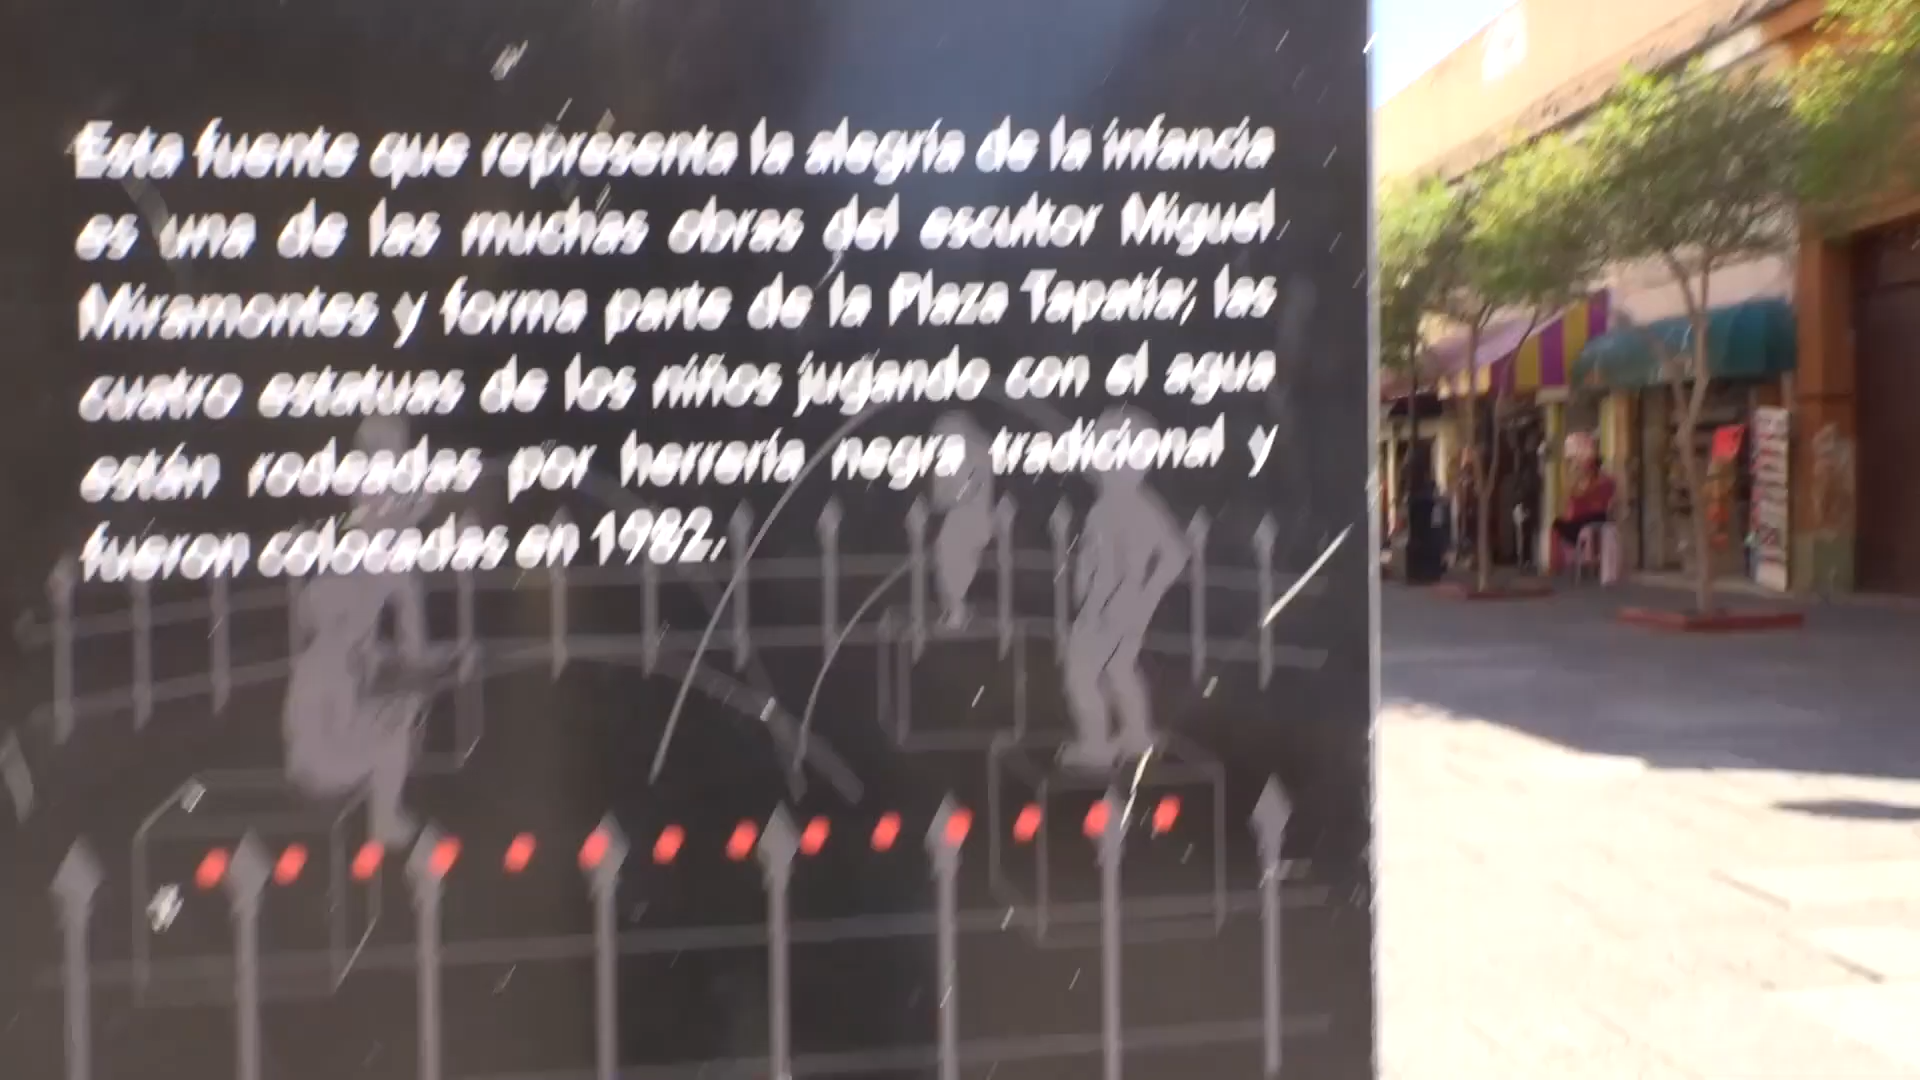 Esta fuente que representa la alegría de la infancia
es una de las muchas obras del escultor Miguel
Miramontes y forma parte de la Plaza Tapatía, las
cuatro estatuas de los niños jugando con el agua
están rodeadas por herrería negra tradicional y
fueron colocadas en 1982.